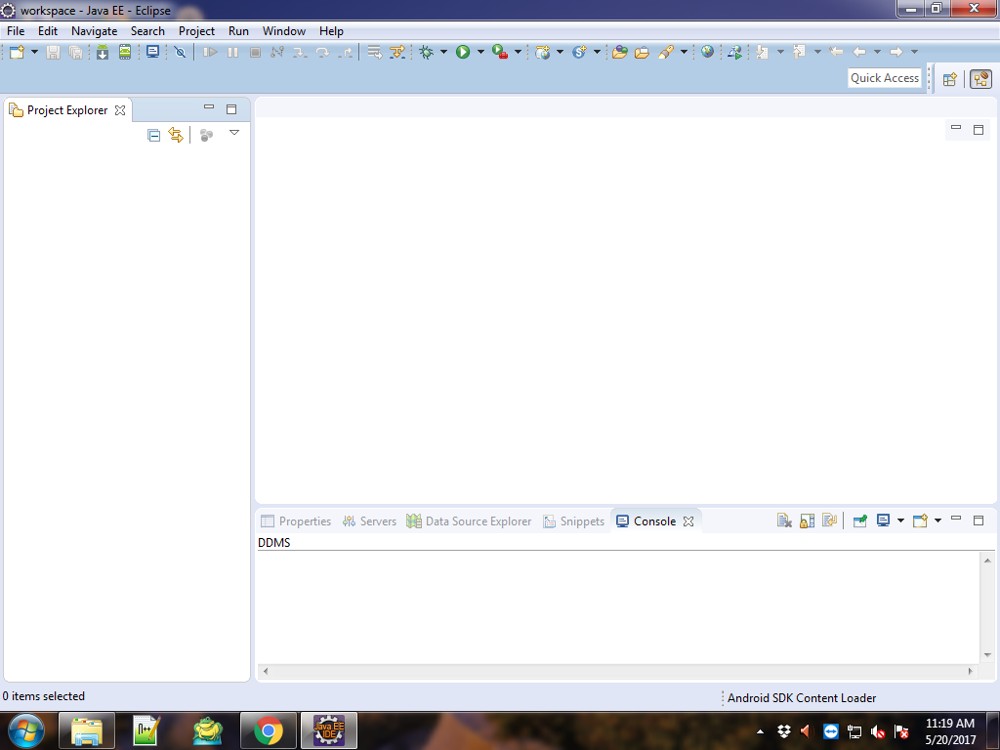 workspace - Java EE - Eclipse
File Edit Navigate Search Project Run Window Help
Quick Access
Project Explorer
Properties Servers Data Source Explorer Snippets Console
DDMS
0 items selected
Android SDK Content Loader
Java EE
IDE
11:19 AM
5/20/2017